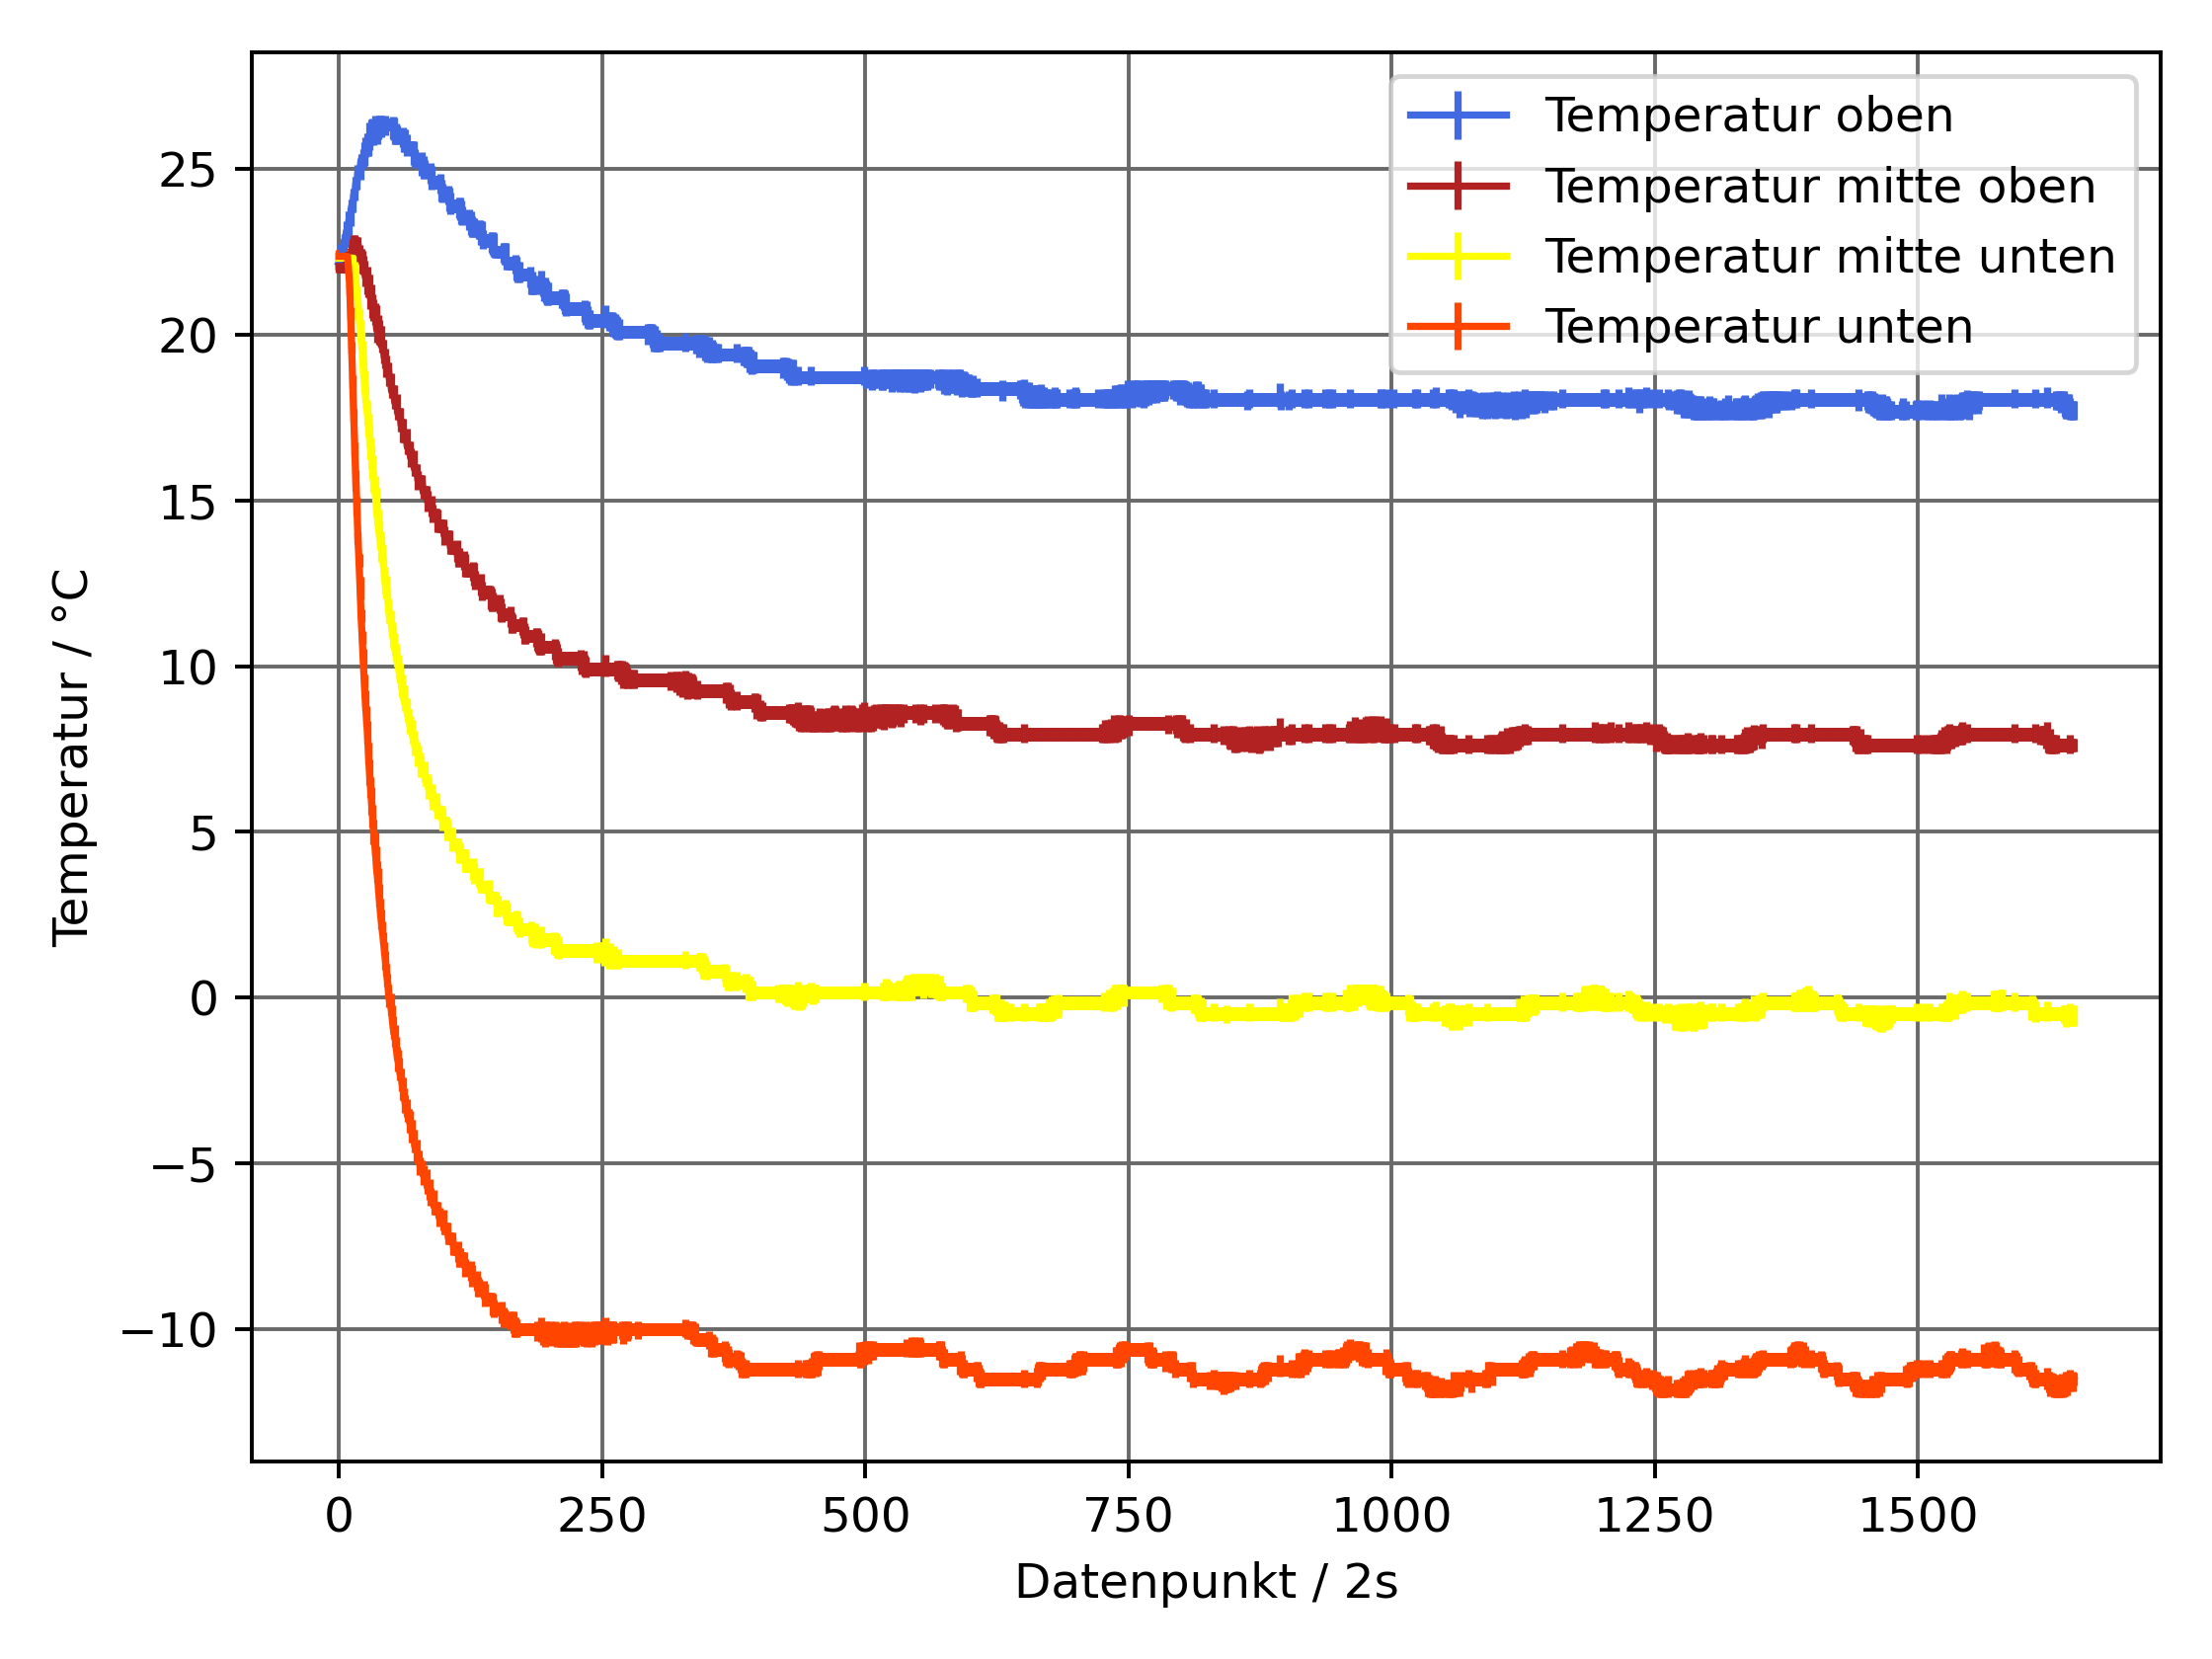 Temperatur oben
Temperatur mitte oben
Temperatur mitte unten
Temperatur unten
25
20
15
10
5
0
−5
−10
Temperatur / °C
0 250 500 750 1000 1250 1500
Datenpunkt / 2s